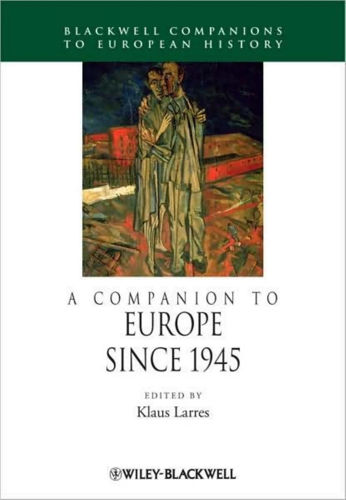 BLACKWELL COMPANIONS
TO EUROPEAN HISTORY
A COMPANION TO
EUROPE
SINCE 1945
EDITED BY
Klaus Larres
WILEY-BLACKWELL